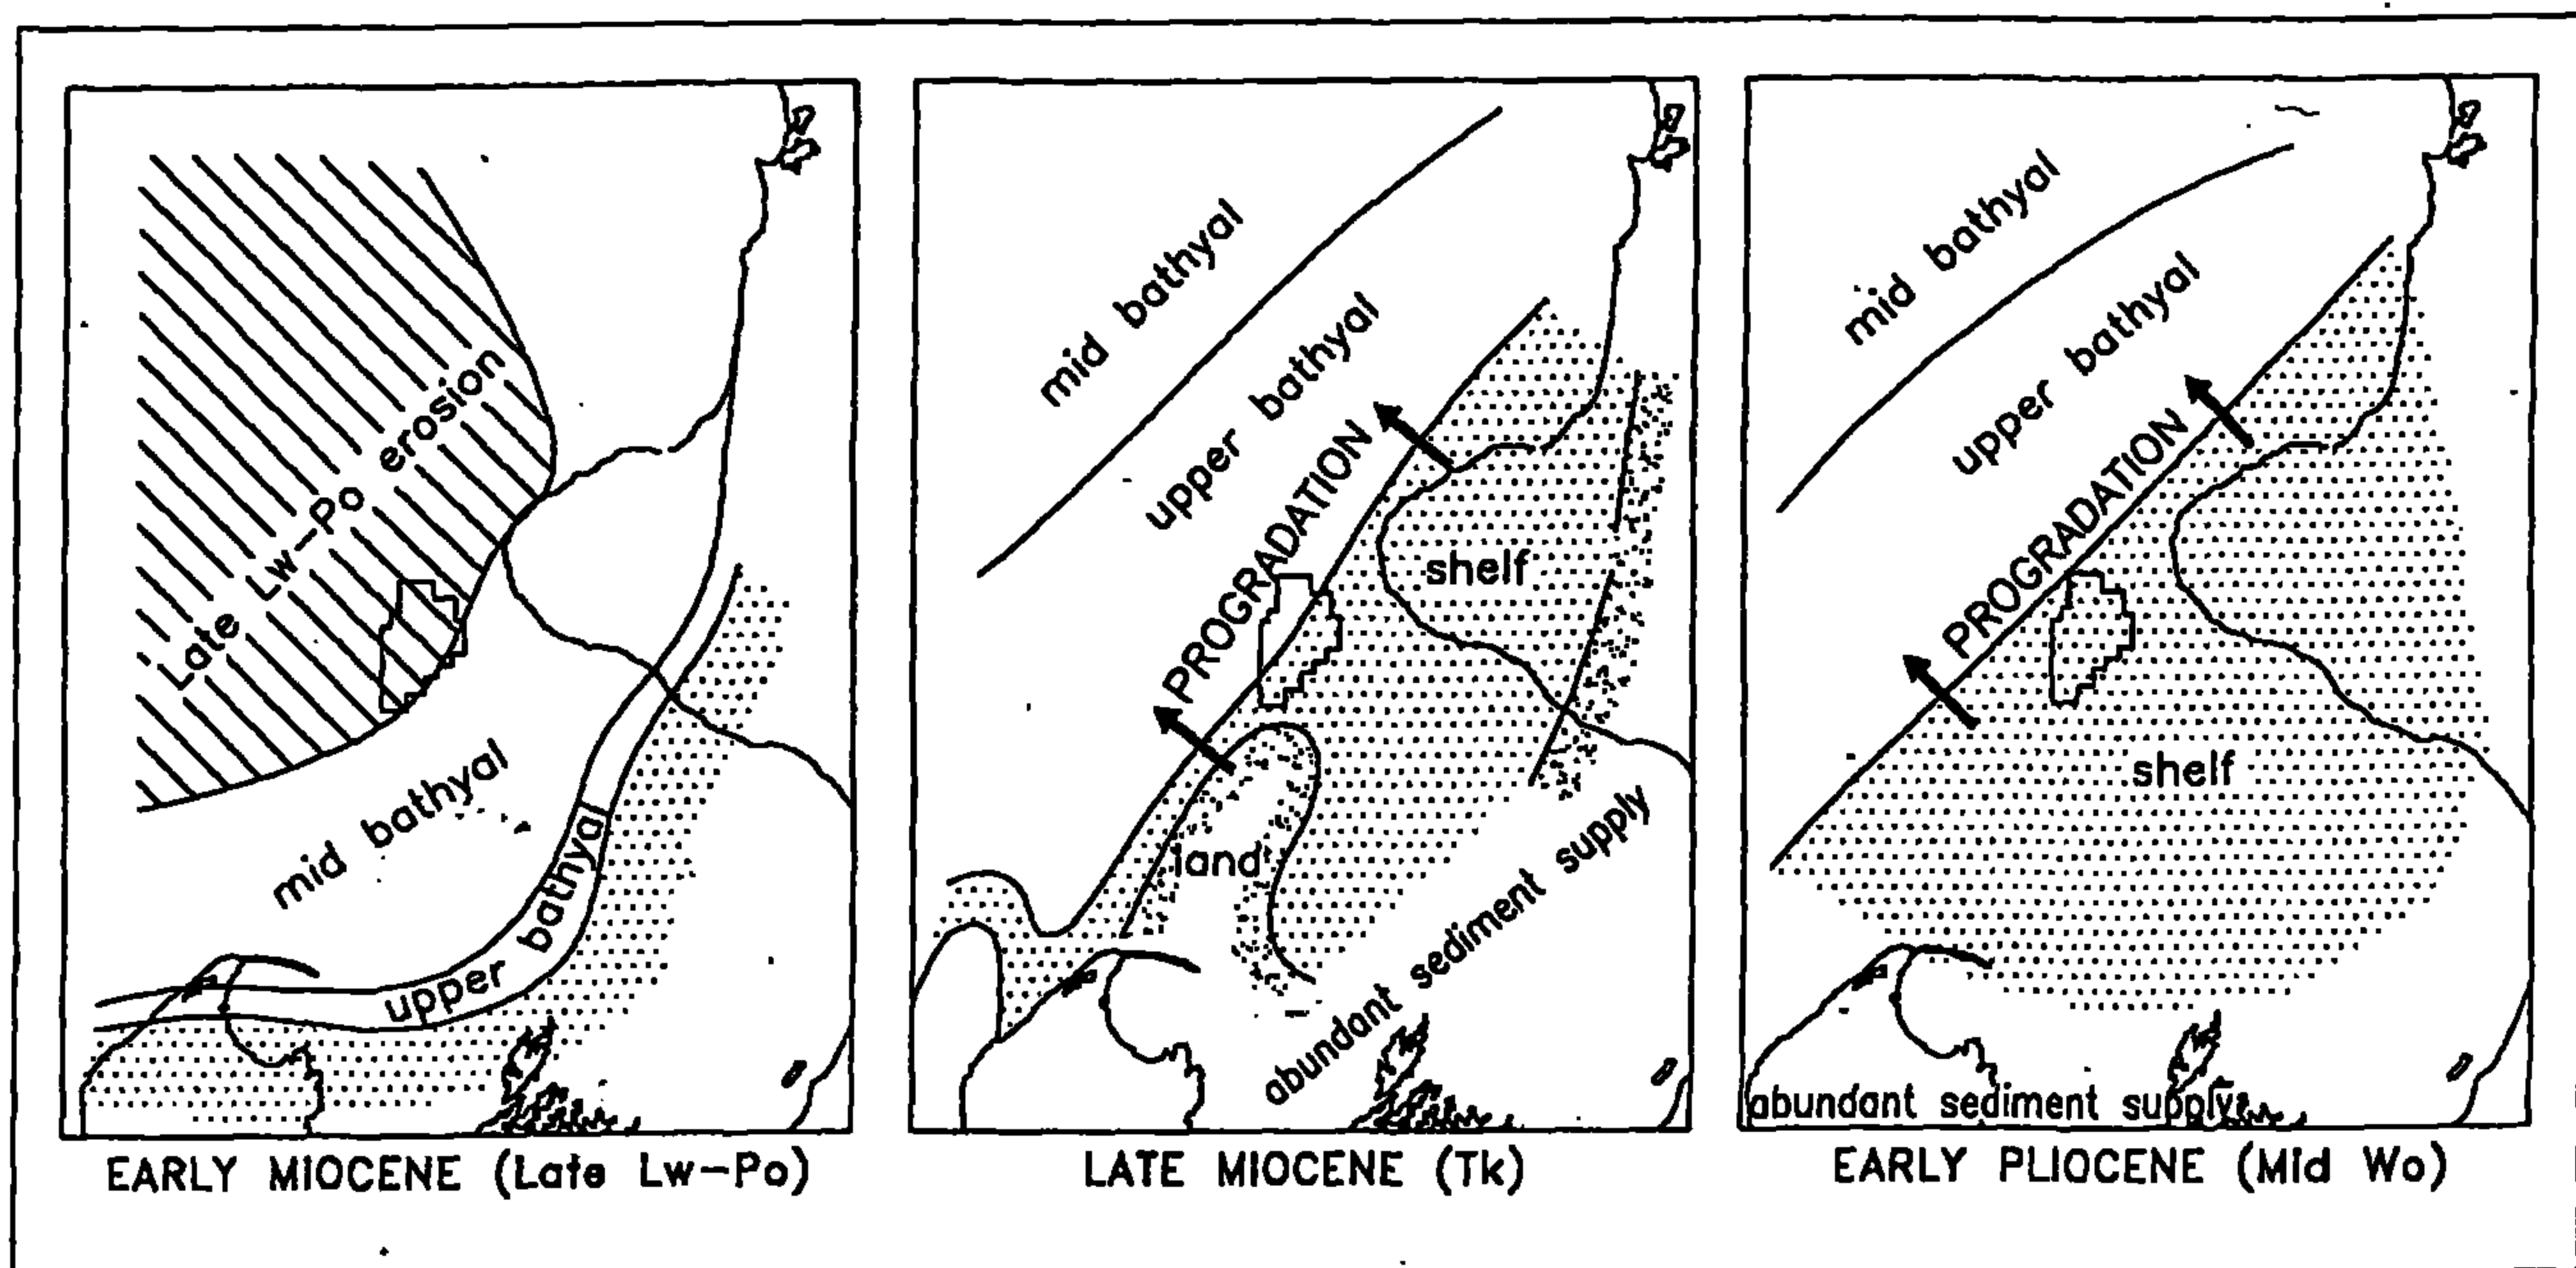 Late Lw-Po erosion
mid bathyal
upper bathyal
EARLY MIOCENE (Late Lw-Po)
mid bathyal
upper bathyal
PROGRADATION
shelf
land
abundant sediment supply
LATE MIOCENE (Tk)
mid bathyal
upper bathyal
PROGRADATION
shelf
abundant sediment supply
EARLY PLIOCENE (Mid Wo)